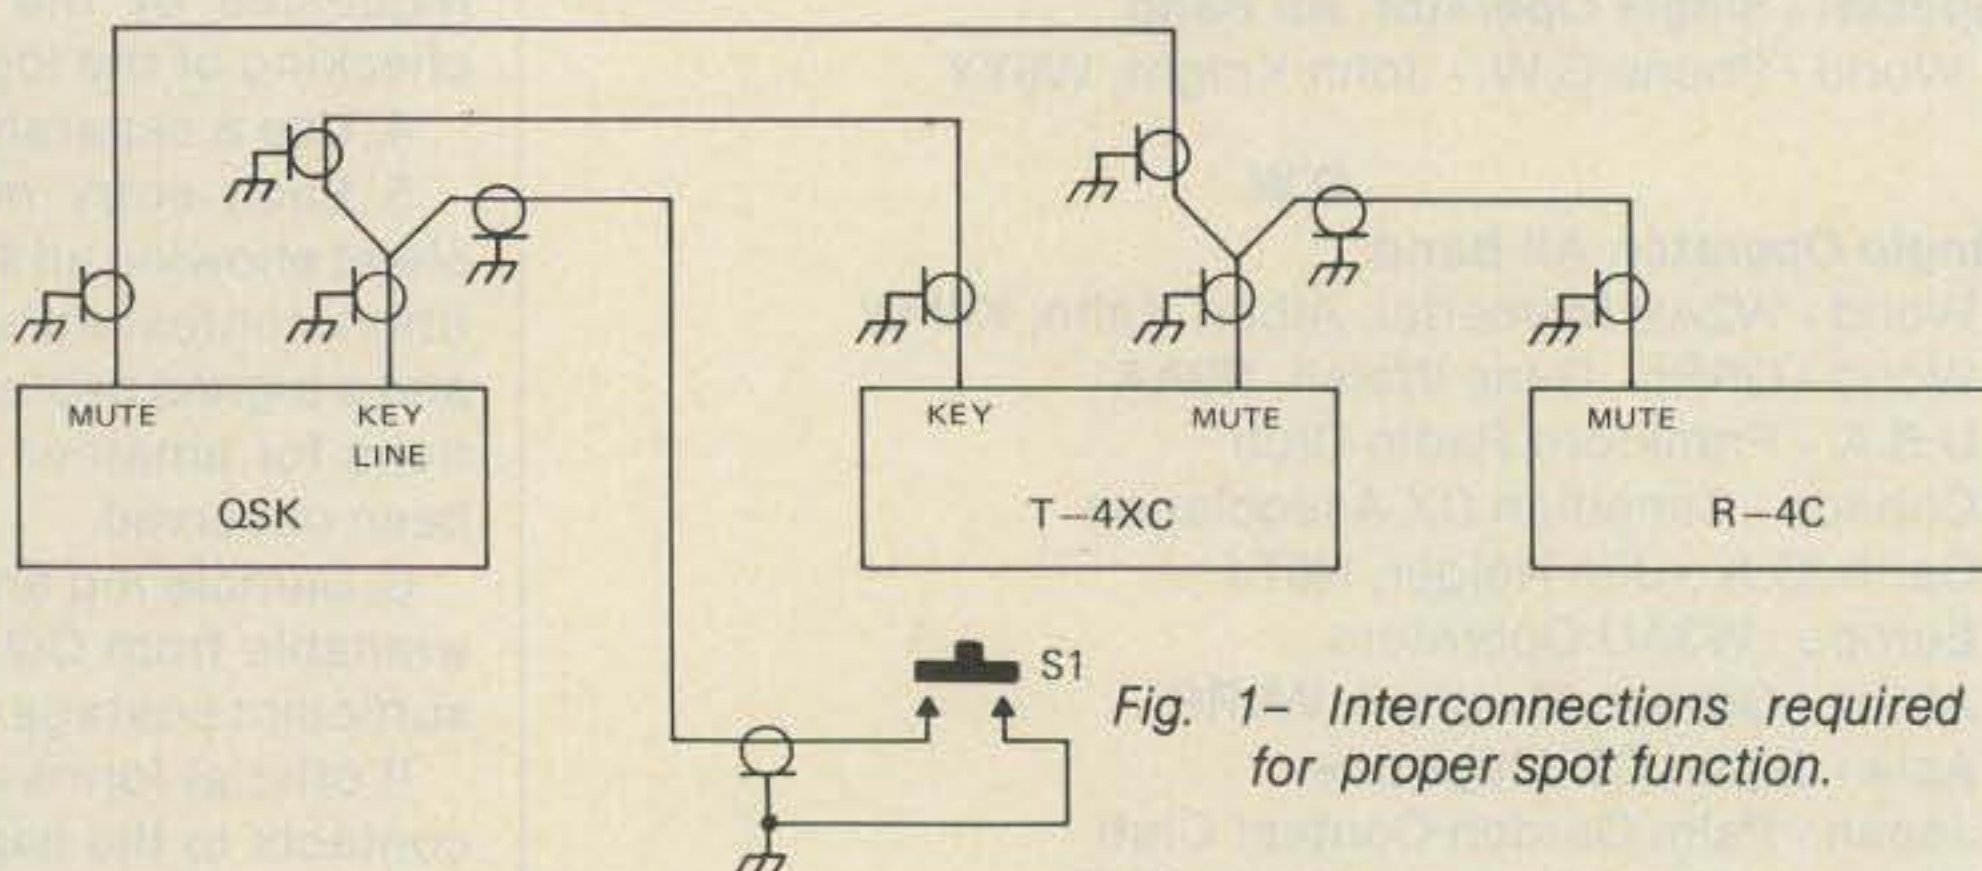 MUTE
KEY
LINE
QSK
KEY
MUTE
T-4XC
MUTE
R-4C
S1
Fig. 1– Interconnections required
for proper spot function.